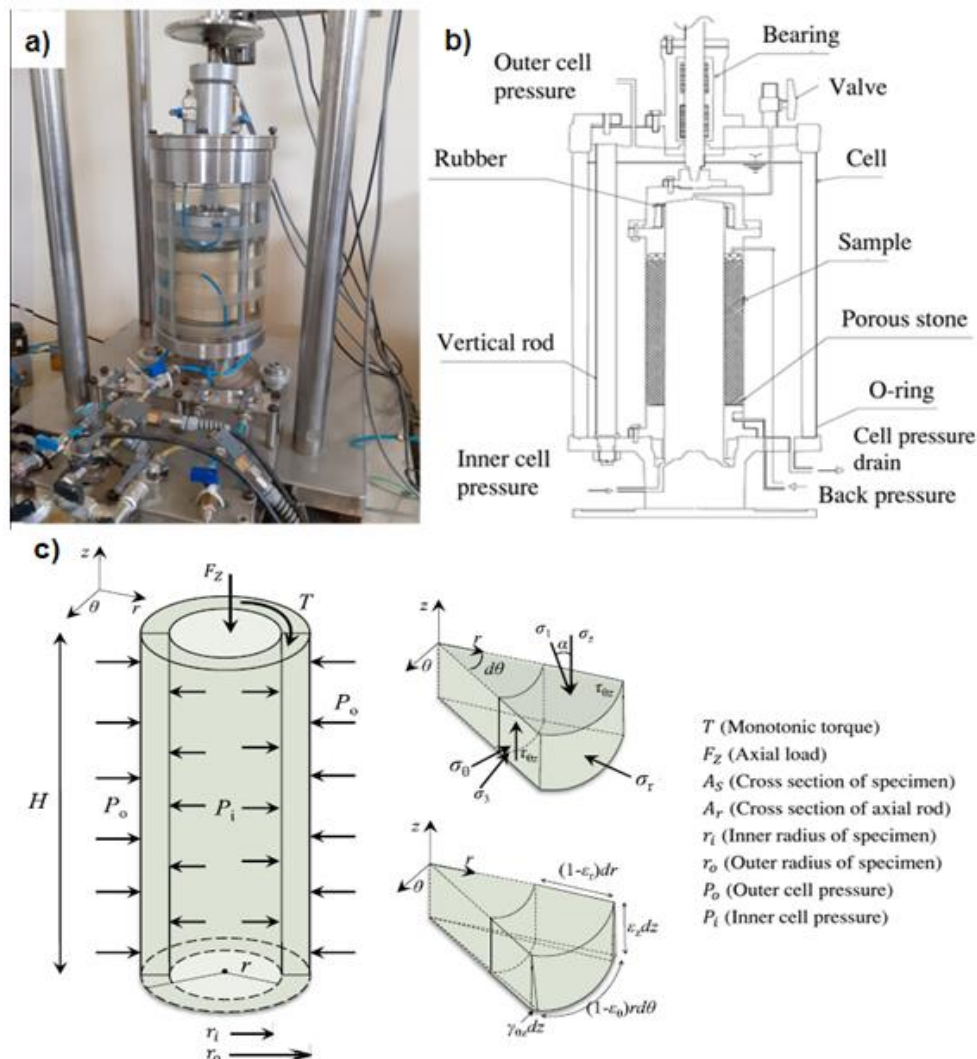 a)
b)
Outer cell
pressure
Bearing
Valve
Rubber
Cell
Sample
Vertical rod
Porous stone
O-ring
Inner cell
pressure
Cell pressure
drain
Back pressure
c)
z
θ
r
F_Z
T
H
P_o
P_o
P_i
r
r_i
r_o
z
r
θ
dθ
σ_1
α
σ_z
τ_θz
τ_θz
σ_θ
σ_3
σ_r
z
r
θ
(1-ε_r)dr
ε_z dz
(1-ε_θ)rdθ
γ_θz dz
T (Monotonic torque)
F_Z (Axial load)
A_S (Cross section of specimen)
A_r (Cross section of axial rod)
r_i (Inner radius of specimen)
r_o (Outer radius of specimen)
P_o (Outer cell pressure)
P_i (Inner cell pressure)